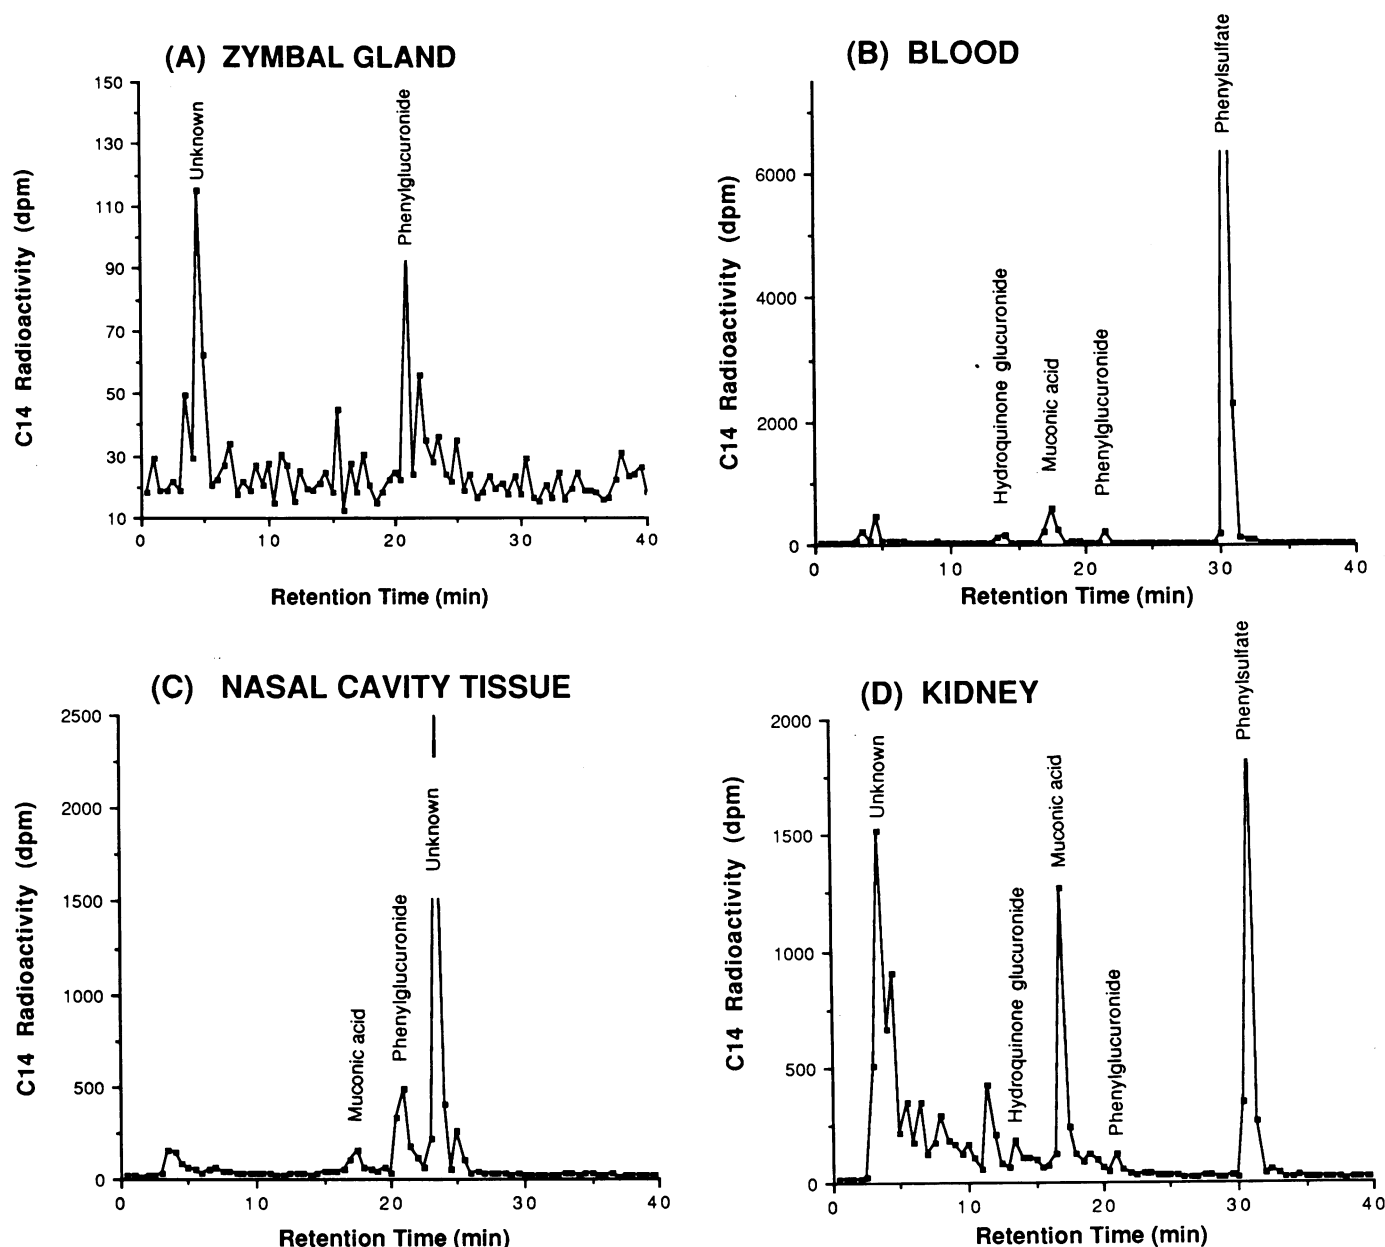 (A) ZYMBAL GLAND
C14 Radioactivity (dpm)
150
130
110
90
70
50
30
10
Unknown
Phenylglucuronide
0 10 20 30 40
Retention Time (min)
(B) BLOOD
C14 Radioactivity (dpm)
6000
4000
2000
0
Hydroquinone glucuronide
Muconic acid
Phenylglucuronide
Phenylsulfate
0 10 20 30 40
Retention Time (min)
(C) NASAL CAVITY TISSUE
C14 Radioactivity (dpm)
2500
2000
1500
1000
500
0
Muconic acid
Phenylglucuronide
Unknown
0 10 20 30 40
Retention Time (min)
(D) KIDNEY
C14 Radioactivity (dpm)
2000
1500
1000
500
0
Unknown
Hydroquinone glucuronide
Muconic acid
Phenylglucuronide
Phenylsulfate
0 10 20 30 40
Retention Time (min)